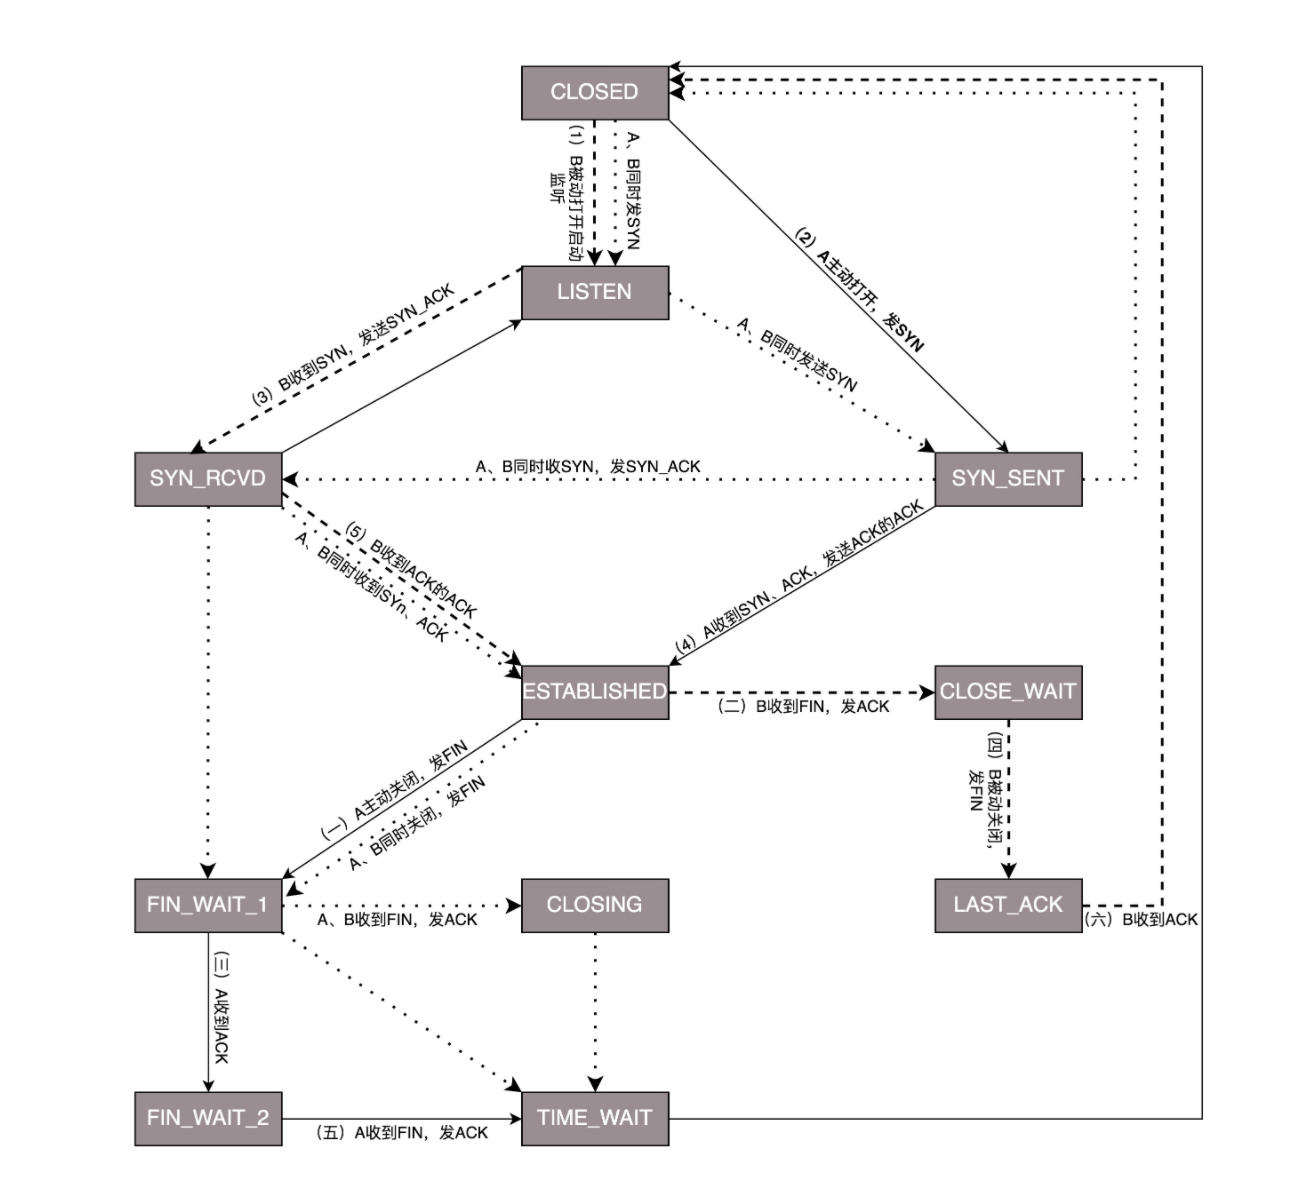 CLOSED
(1) B被动打开启动
监听
A、B同时发SYN
(2) A主动打开，发SYN
LISTEN
(3) B收到SYN，发送SYN_ACK
A、B同时发送SYN
SYN_RCVD
A、B同时收SYN，发SYN_ACK
SYN_SENT
(5) B收到ACK的ACK
A、B同时收到SYn、ACK
(4) A收到SYN、ACK，发送ACK的ACK
ESTABLISHED
(二) B收到FIN，发ACK
CLOSE_WAIT
(一) A主动关闭，发FIN
A、B同时关闭，发FIN
(四) B被动关闭，
发FIN
FIN_WAIT_1
A、B收到FIN，发ACK
CLOSING
LAST_ACK
(六) B收到ACK
(三) A收到ACK
FIN_WAIT_2
(五) A收到FIN，发ACK
TIME_WAIT